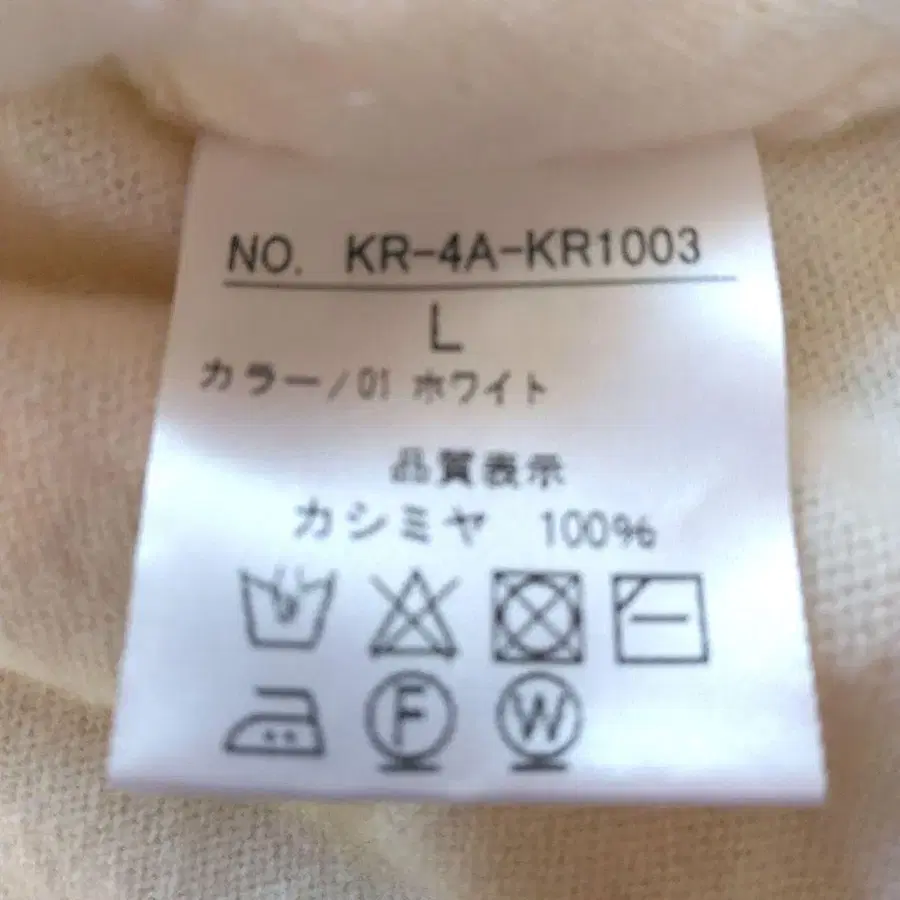 NO. KR-4A-KR1003
L
カラー/01 ホワイト
品質表示
カシミヤ 100%
F W